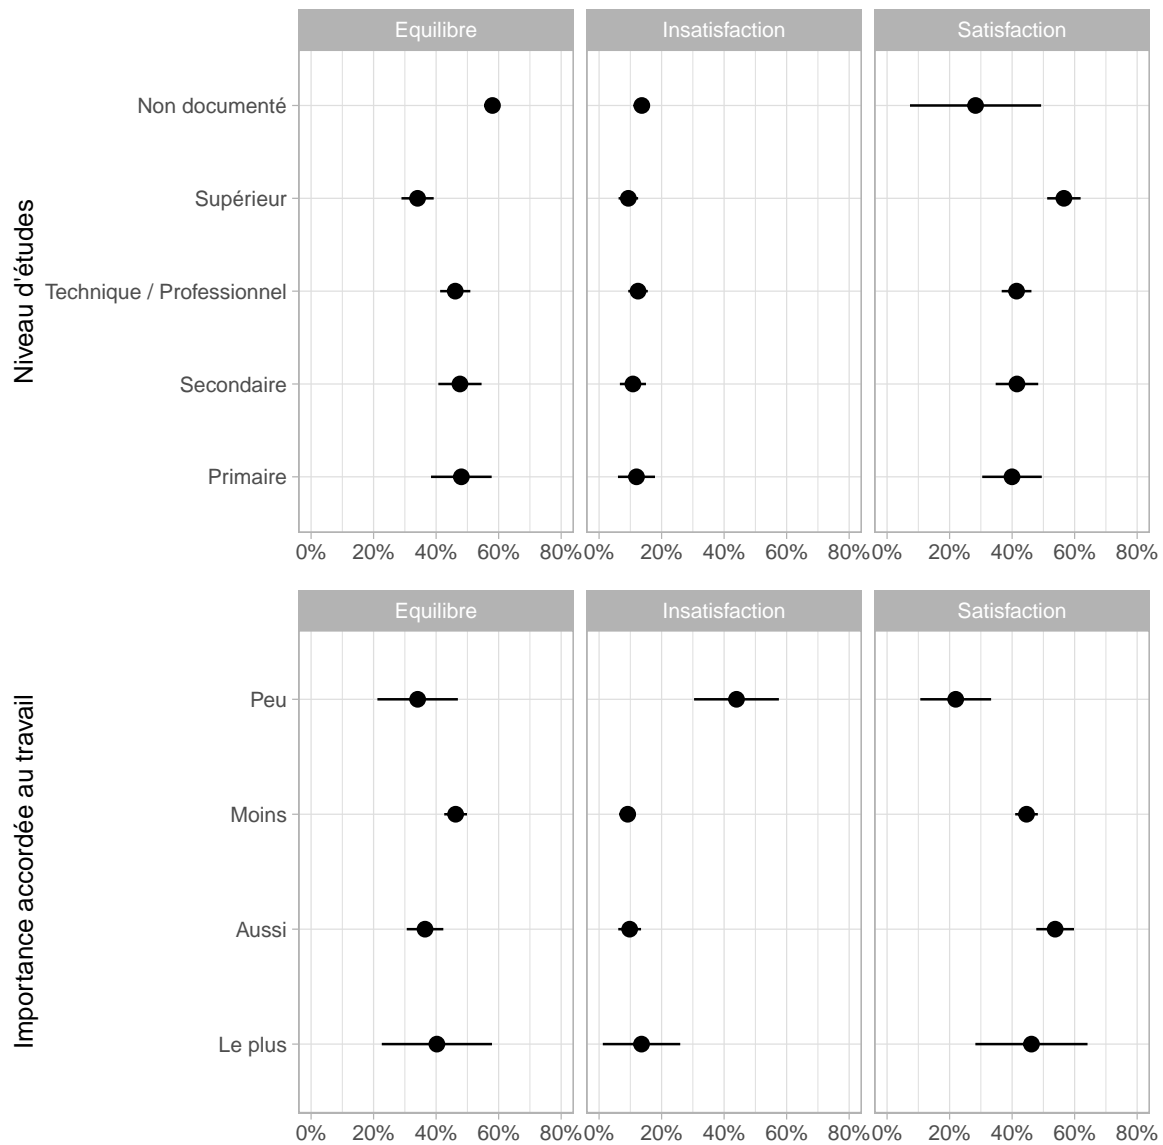 Equilibre Insatisfaction Satisfaction
Niveau d'études
Non documenté
Supérieur
Technique / Professionnel
Secondaire
Primaire
0% 20% 40% 60% 80% 0% 20% 40% 60% 80% 0% 20% 40% 60% 80%
Equilibre Insatisfaction Satisfaction
Importance accordée au travail
Peu
Moins
Aussi
Le plus
0% 20% 40% 60% 80% 0% 20% 40% 60% 80% 0% 20% 40% 60% 80%